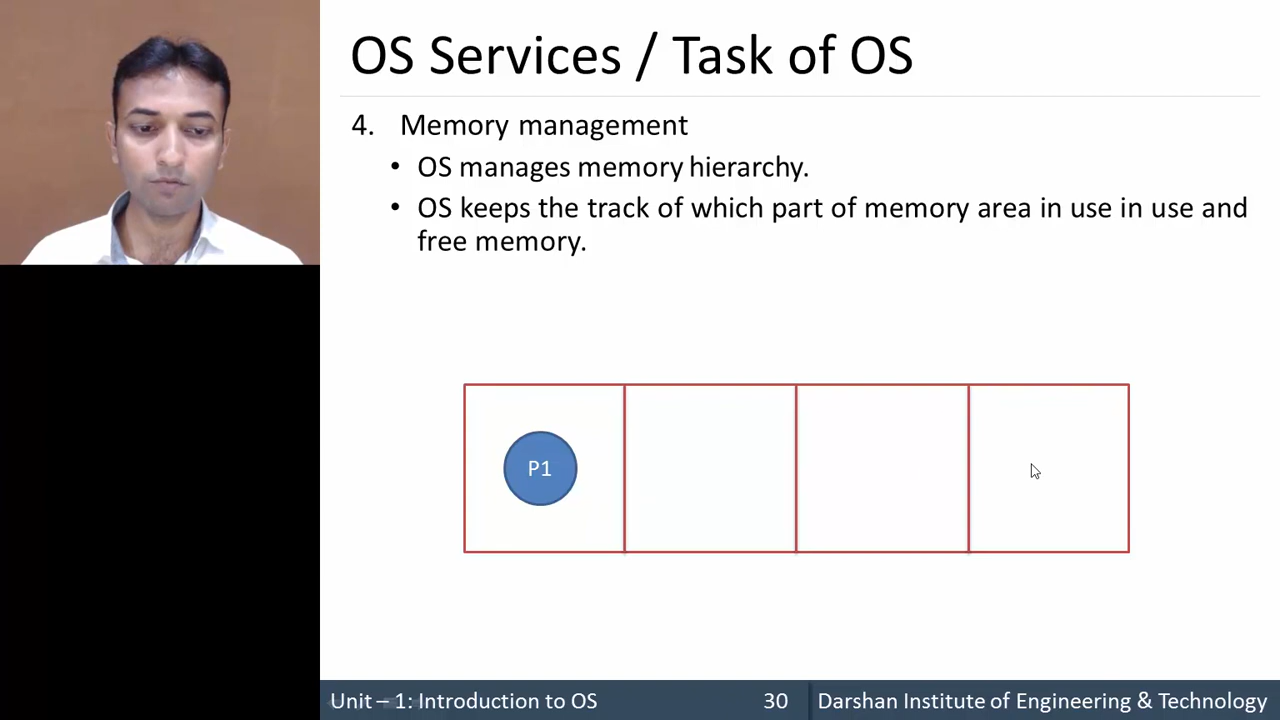 OS Services / Task of OS
4. Memory management
• OS manages memory hierarchy.
• OS keeps the track of which part of memory area in use in use and
free memory.
P1
Unit – 1: Introduction to OS 30 Darshan Institute of Engineering & Technology